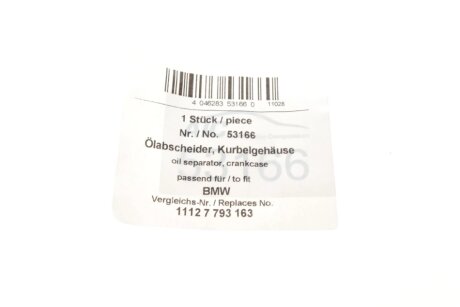 4 046283 53166 0 11028
1 Stück / piece
Nr. / No. 53166
Ölabscheider, Kurbelgehäuse
oil separator, crankcase
53166
passend für / to fit
BMW
Vergleichs-Nr. / Replaces No.
1112 7 793 163